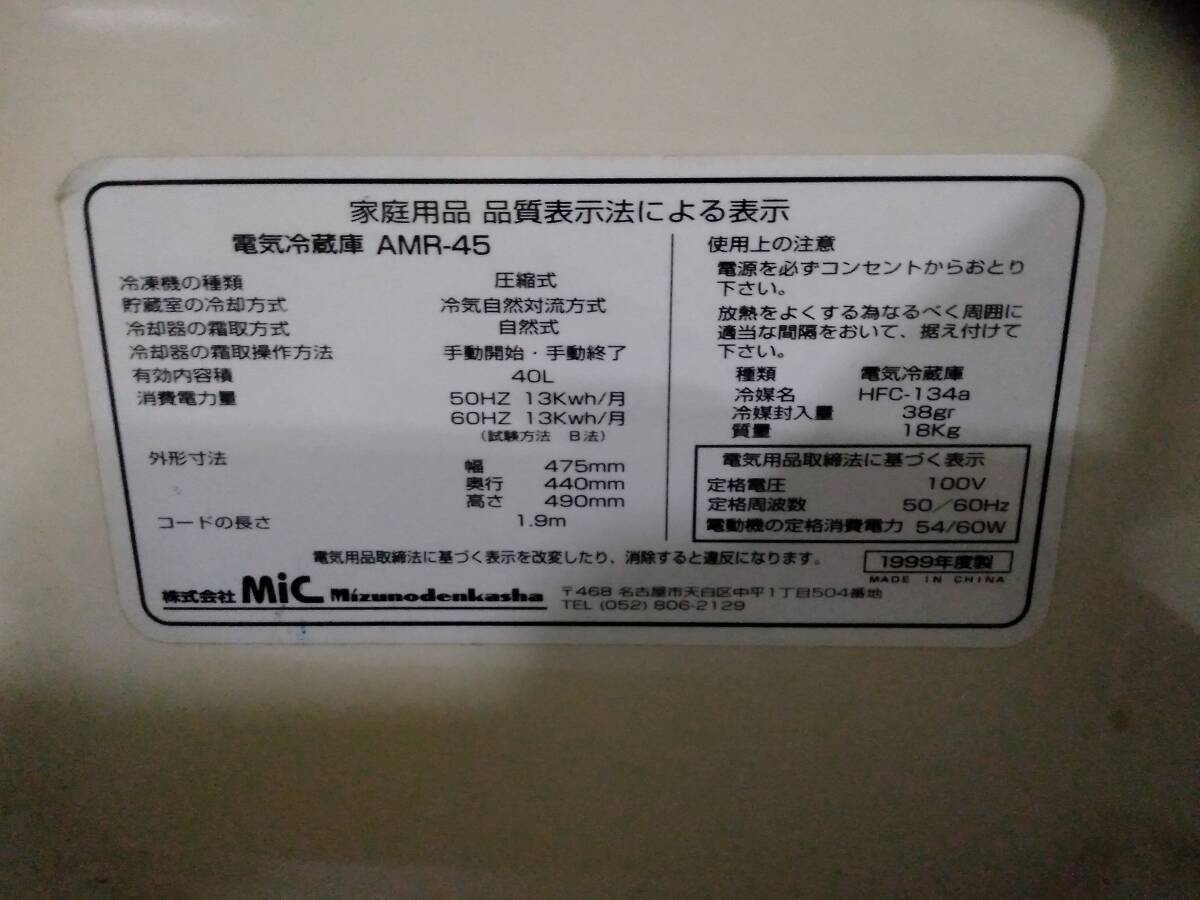 家庭用品 品質表示法による表示
電気冷蔵庫 AMR-45
冷凍機の種類 圧縮式
貯蔵室の冷却方式 冷気自然対流方式
冷却器の霜取方式 自然式
冷却器の霜取操作方法 手動開始・手動終了
有効内容積 40L
消費電力量 50HZ 13Kwh/月
60HZ 13Kwh/月
(試験方法 B法)
外形寸法 幅 475mm
奥行 440mm
高さ 490mm
コードの長さ 1.9m
使用上の注意
電源を必ずコンセントからおとり
下さい。
放熱をよくする為なるべく周囲に
適当な間隔をおいて、据え付けて
下さい。
種類 電気冷蔵庫
冷媒名 HFC-134a
冷媒封入量 38gr
質量 18Kg
電気用品取締法に基づく表示
定格電圧 100V
定格周波数 50/60Hz
電動機の定格消費電力 54/60W
電気用品取締法に基づく表示を改変したり、消除すると違反になります。
1999年度製
MADE IN CHINA
株式会社 MiC Mizunodenkasha
〒468 名古屋市天白区中平1丁目504番地
TEL (052) 806-2129